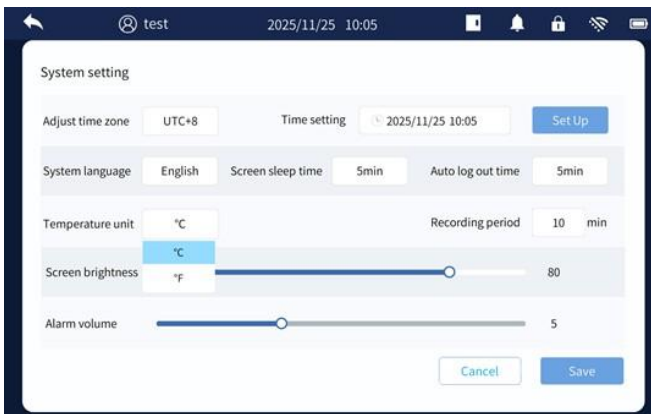 test 2025/11/25 10:05
System setting
Adjust time zone UTC+8 Time setting 2025/11/25 10:05 Set Up
System language English Screen sleep time 5min Auto log out time 5min
Temperature unit °C Recording period 10 min
°C
Screen brightness 80
°F
Alarm volume 5
Cancel Save